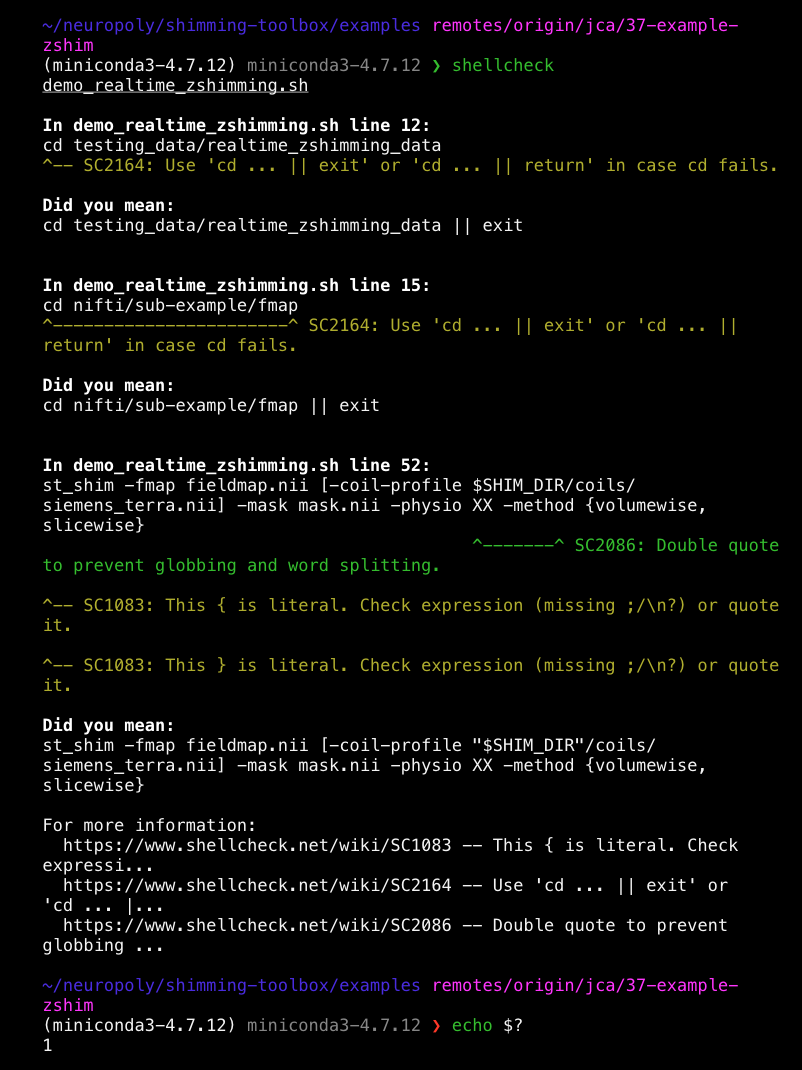 ~/neuropoly/shimming-toolbox/examples remotes/origin/jca/37-example-
zshim
(miniconda3-4.7.12) miniconda3-4.7.12 ❯ shellcheck
demo_realtime_zshimming.sh

In demo_realtime_zshimming.sh line 12:
cd testing_data/realtime_zshimming_data
^-- SC2164: Use 'cd ... || exit' or 'cd ... || return' in case cd fails.

Did you mean:
cd testing_data/realtime_zshimming_data || exit


In demo_realtime_zshimming.sh line 15:
cd nifti/sub-example/fmap
^-----------------------^ SC2164: Use 'cd ... || exit' or 'cd ... ||
return' in case cd fails.

Did you mean:
cd nifti/sub-example/fmap || exit


In demo_realtime_zshimming.sh line 52:
st_shim -fmap fieldmap.nii [-coil-profile $SHIM_DIR/coils/
siemens_terra.nii] -mask mask.nii -physio XX -method {volumewise,
slicewise}
                                          ^-------^ SC2086: Double quote
to prevent globbing and word splitting.

^-- SC1083: This { is literal. Check expression (missing ;/\n?) or quote
it.

^-- SC1083: This } is literal. Check expression (missing ;/\n?) or quote
it.

Did you mean:
st_shim -fmap fieldmap.nii [-coil-profile "$SHIM_DIR"/coils/
siemens_terra.nii] -mask mask.nii -physio XX -method {volumewise,
slicewise}

For more information:
  https://www.shellcheck.net/wiki/SC1083 -- This { is literal. Check
expressi...
  https://www.shellcheck.net/wiki/SC2164 -- Use 'cd ... || exit' or
'cd ... |...
  https://www.shellcheck.net/wiki/SC2086 -- Double quote to prevent
globbing ...

~/neuropoly/shimming-toolbox/examples remotes/origin/jca/37-example-
zshim
(miniconda3-4.7.12) miniconda3-4.7.12 ❯ echo $?
1